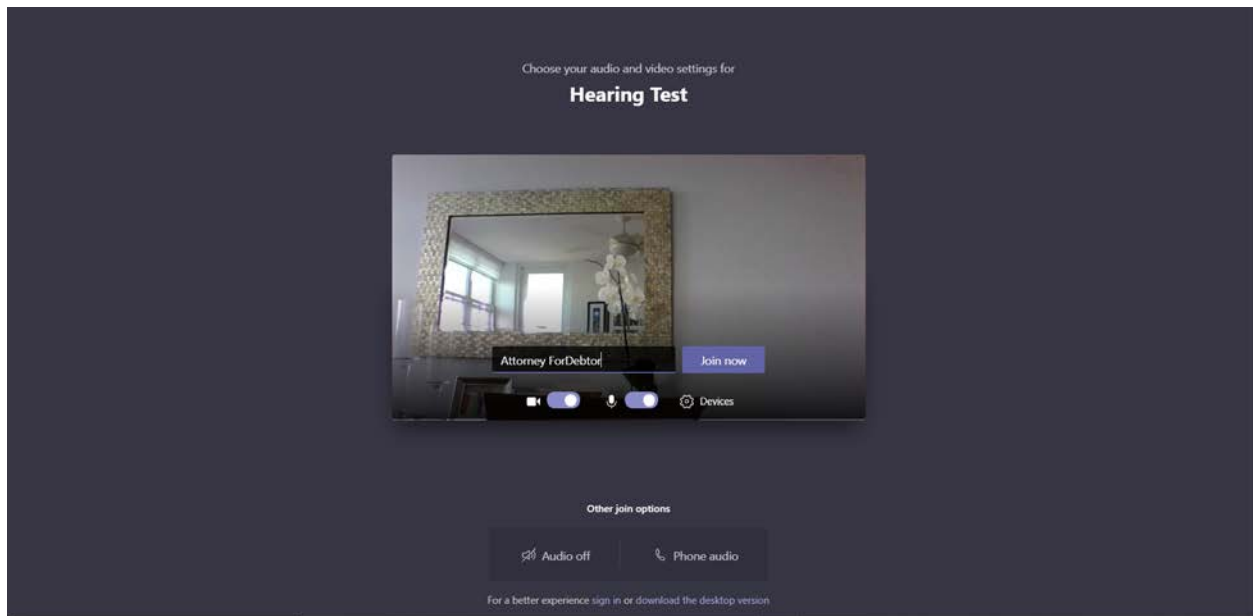 Choose your audio and video settings for
Hearing Test
Attorney ForDebtor
Join now
Devices
Other join options
Audio off
Phone audio
For a better experience sign in or download the desktop version